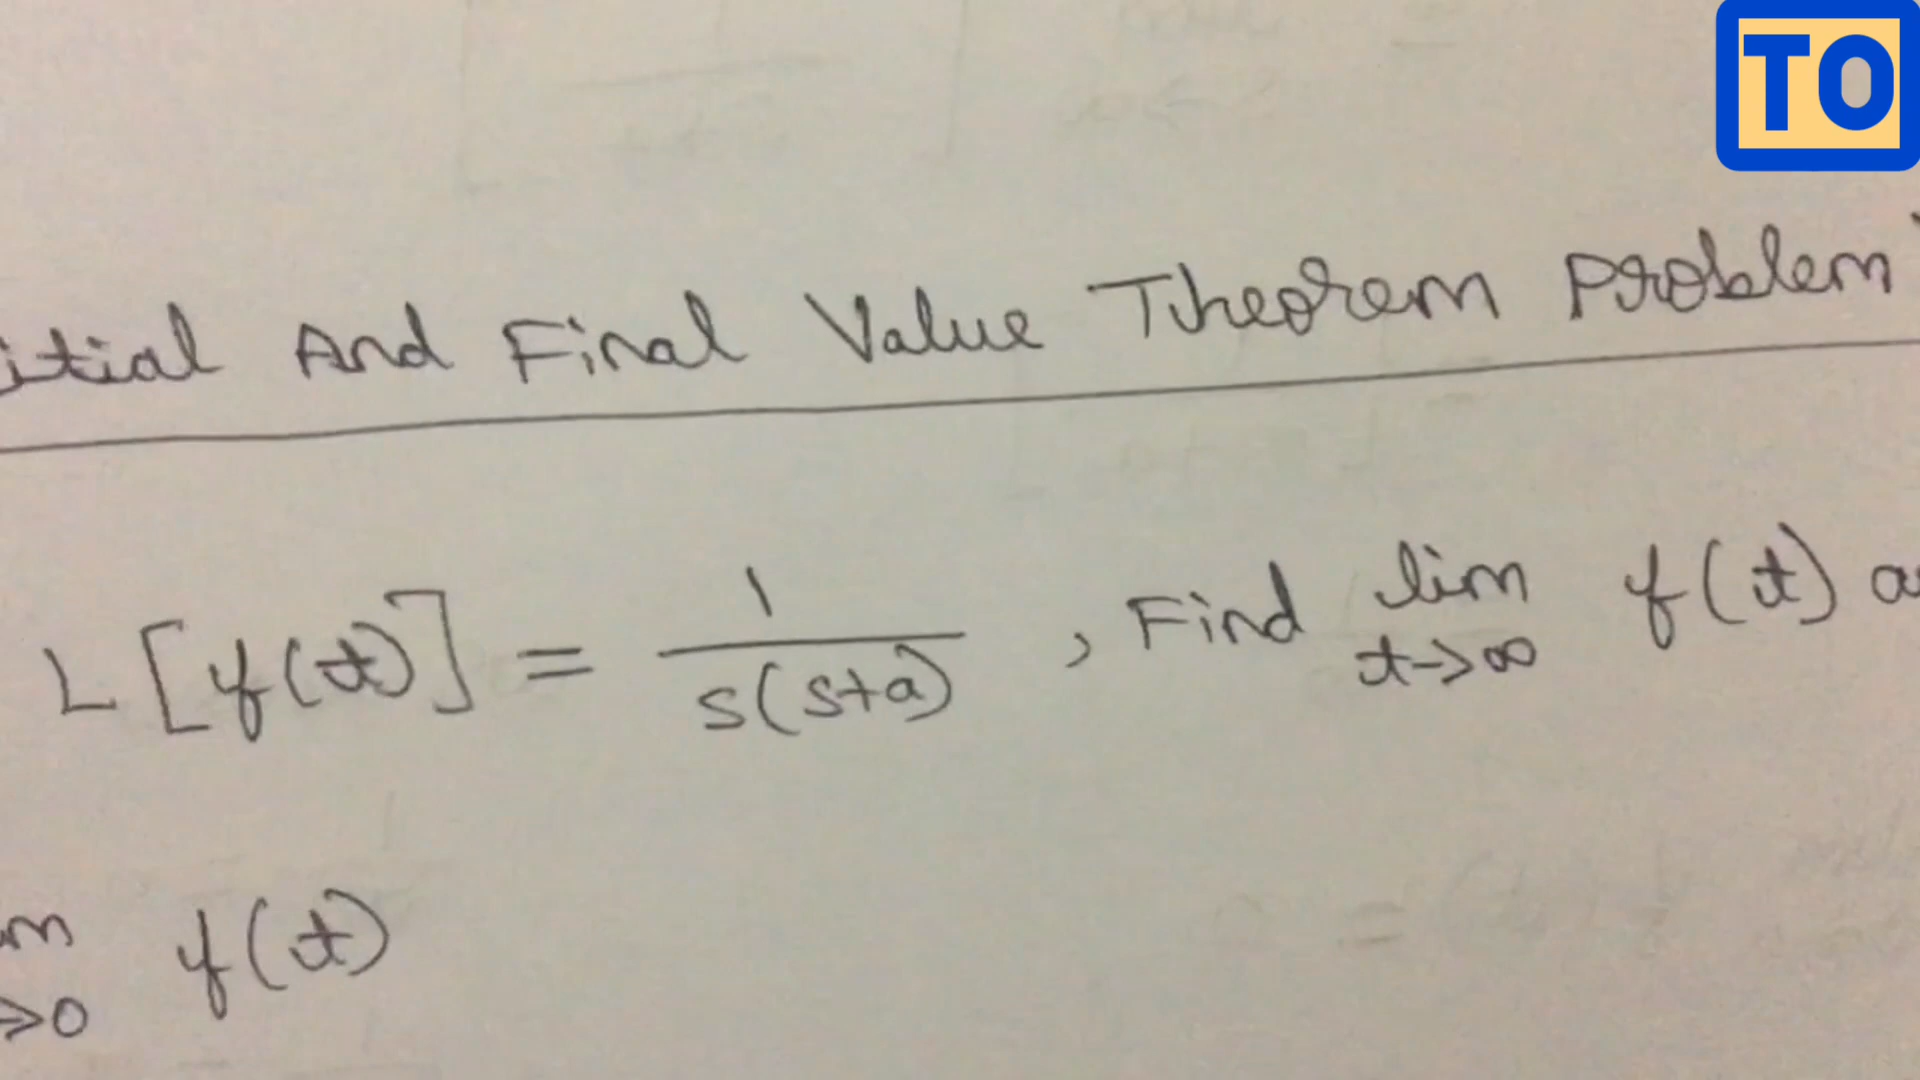 TO
itial And Final Value Theorem Problem
L[f(t)] = 1/s(s+a), Find lim t->∞ f(t) a
m ->0 f(t)